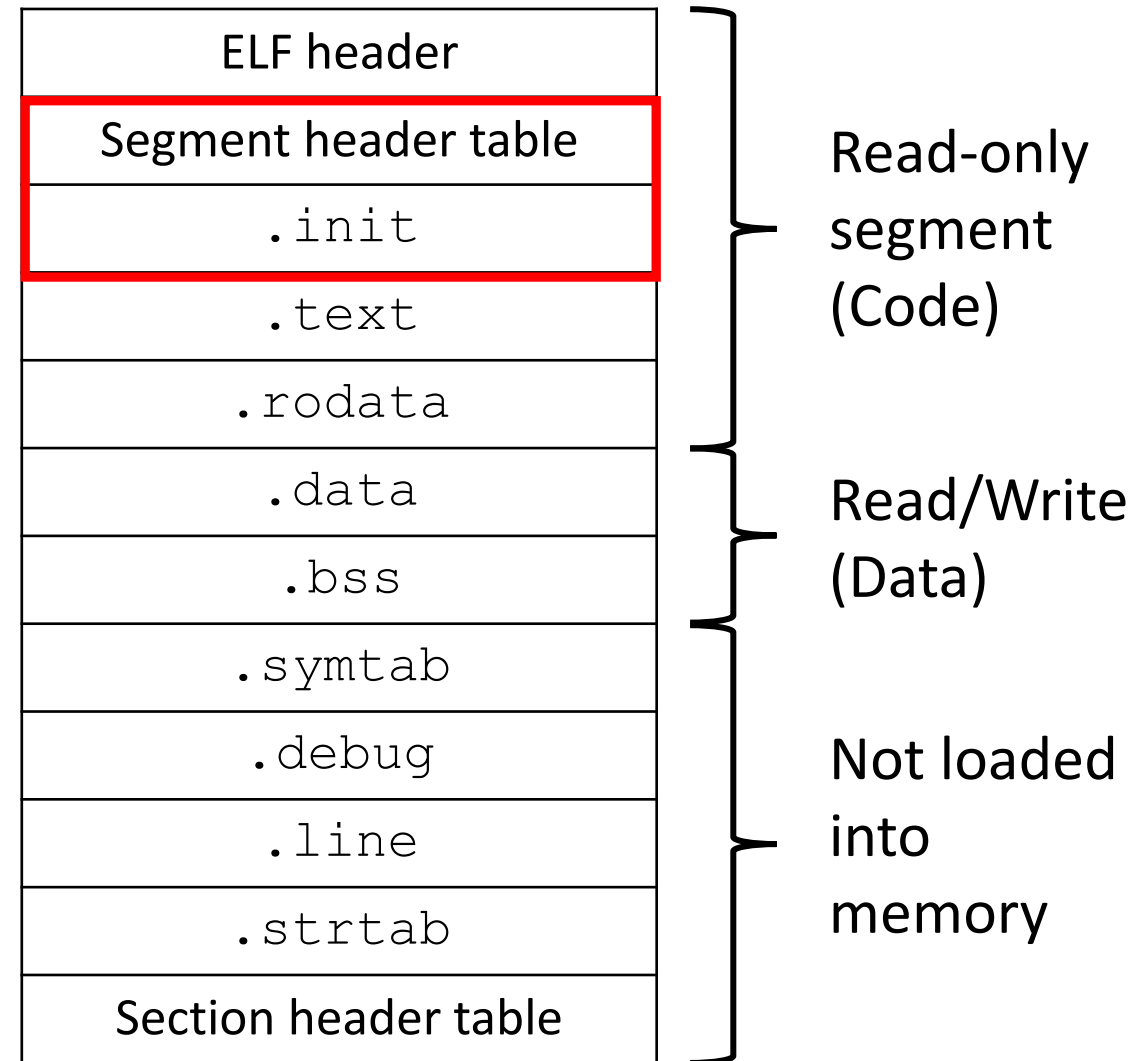 ELF header
Segment header table
.init
.text
.rodata
.data
.bss
.symtab
.debug
.line
.strtab
Section header table
Read-only
segment
(Code)
Read/Write
(Data)
Not loaded
into
memory